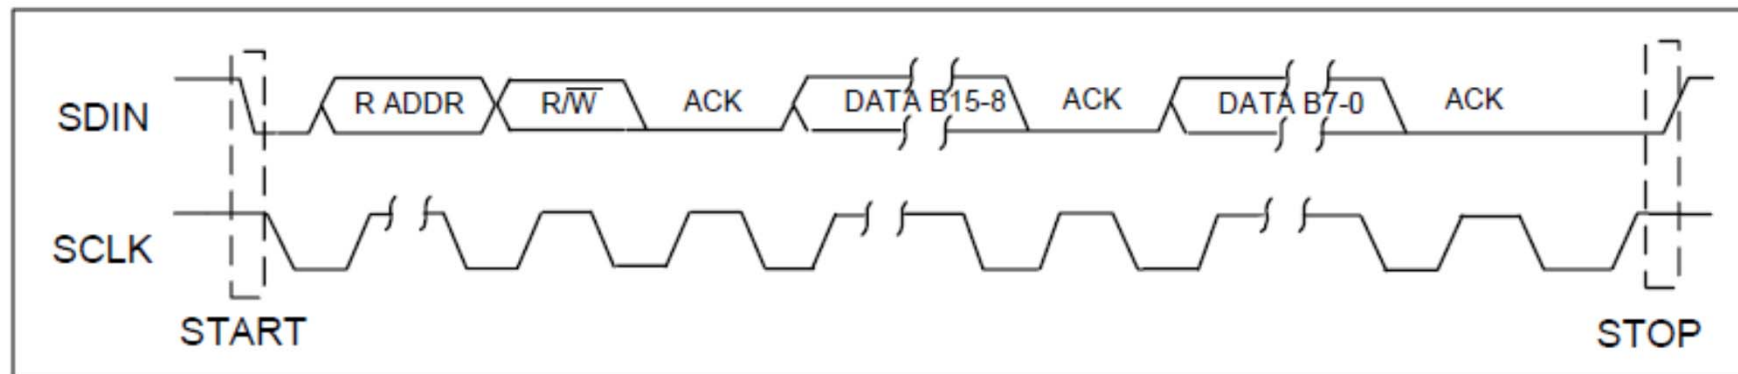 SDIN R ADDR R/W̅ ACK DATA B15-8 ACK DATA B7-0 ACK
SCLK
START STOP